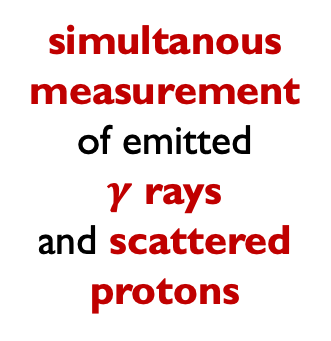 simultanous
measurement
of emitted
γ rays
and scattered
protons